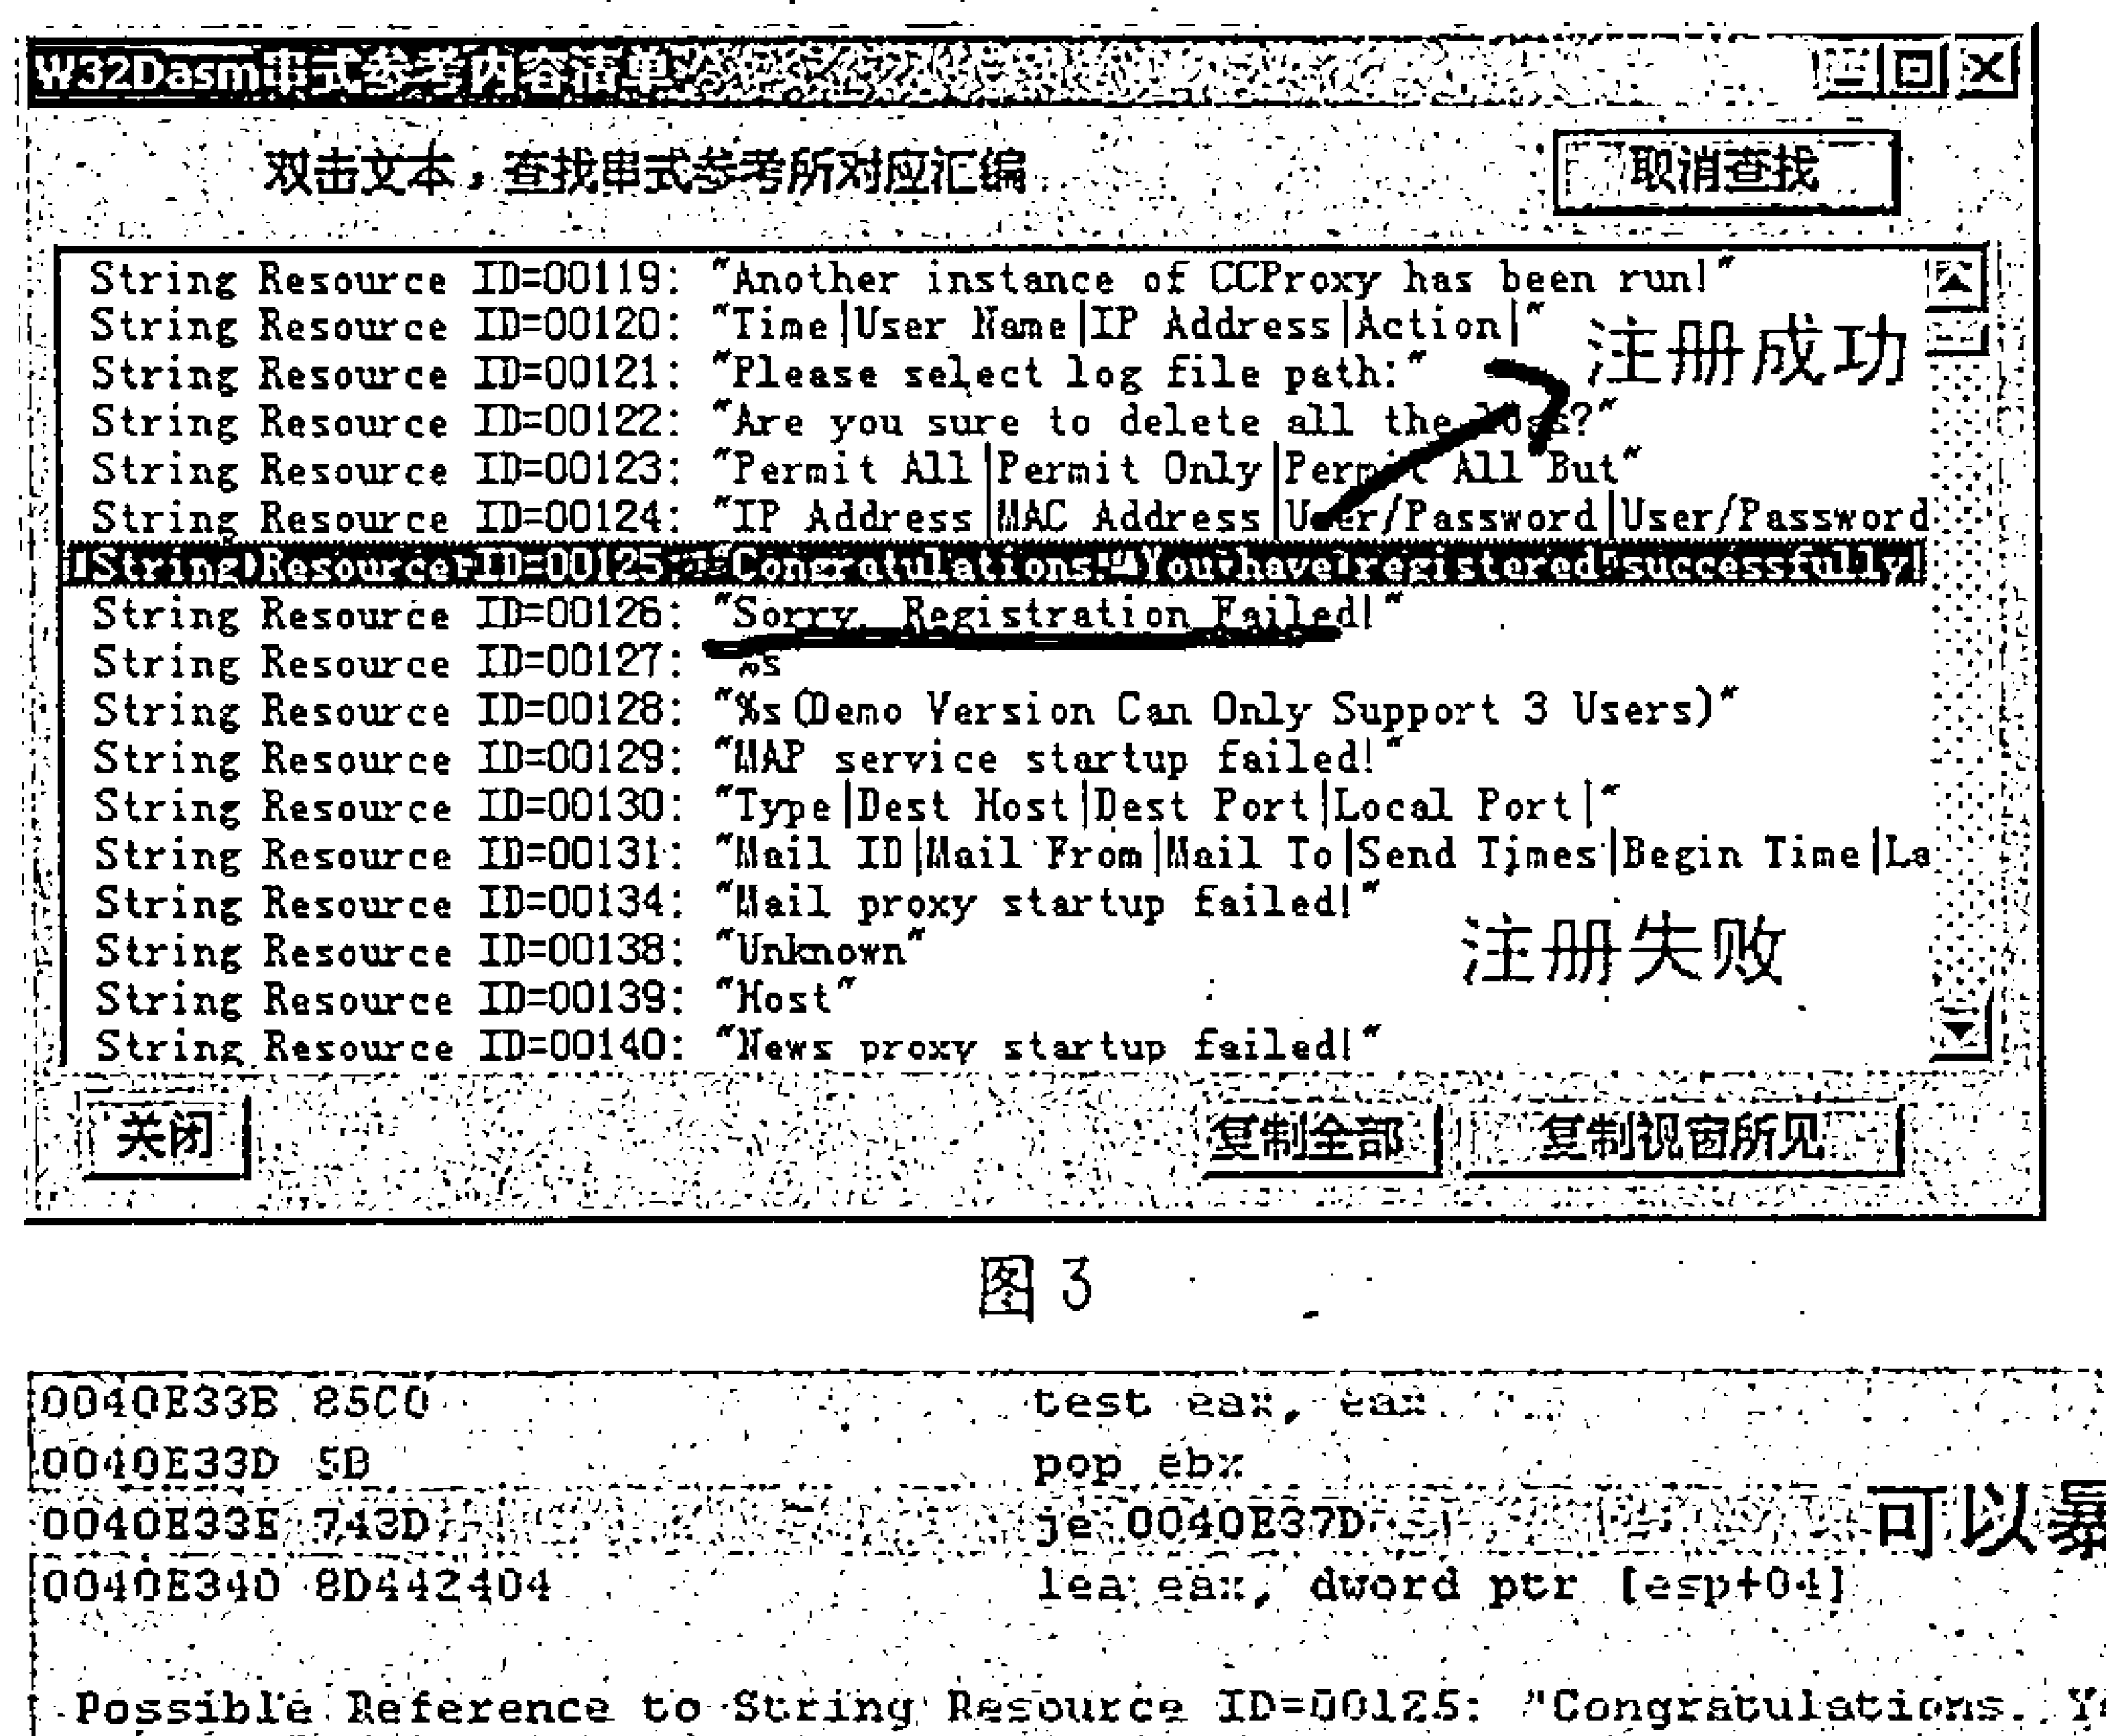 W32Dasm串式参考内容清单
双击文本，查找串式参考所对应汇编
取消查找
String Resource ID=00119: "Another instance of CCProxy has been run!"
String Resource ID=00120: "Time|User Name|IP Address|Action|"
注册成功
String Resource ID=00121: "Please select log file path:"
String Resource ID=00122: "Are you sure to delete all the logs?"
String Resource ID=00123: "Permit All|Permit Only|Permit All But"
String Resource ID=00124: "IP Address|MAC Address|User/Password|User/Password
String Resource ID=00125: "Congratulations. You have registered successfully!
String Resource ID=00126: "Sorry, Registration Failed!"
String Resource ID=00127: "%s
String Resource ID=00128: "%s(Demo Version Can Only Support 3 Users)"
String Resource ID=00129: "MAP service startup failed!"
String Resource ID=00130: "Type|Dest Host|Dest Port|Local Port|"
String Resource ID=00131: "Mail ID|Mail From|Mail To|Send Times|Begin Time|La
String Resource ID=00134: "Mail proxy startup failed!"
String Resource ID=00138: "Unknown"
注册失败
String Resource ID=00139: "Host"
String Resource ID=00140: "News proxy startup failed!"
关闭
复制全部
复制视窗所见
图 3
0040E33B 85C0 test eax, eax
0040E33D 5B pop ebx
0040E33E 743D je 0040E37D
可以暴
0040E340 8D442404 lea eax, dword ptr [esp+04]
Possible Reference to String Resource ID=00125: "Congratulations. Yo